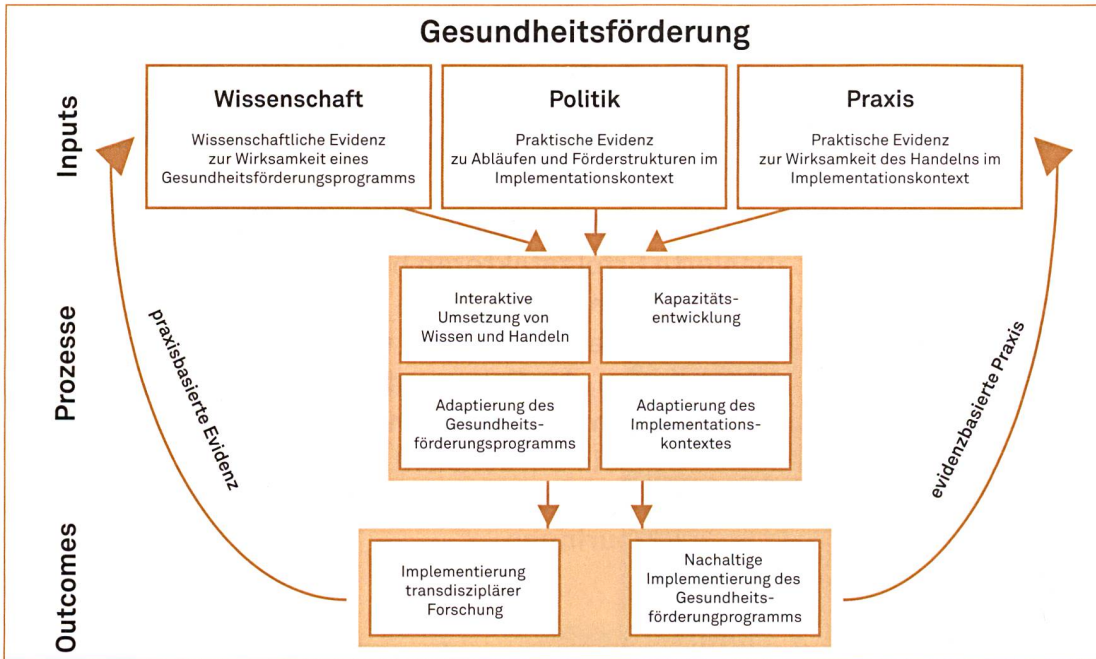 Gesundheitsförderung
Inputs
Wissenschaft
Wissenschaftliche Evidenz
zur Wirksamkeit eines
Gesundheitsförderungsprogramms
Politik
Praktische Evidenz
zu Abläufen und Förderstrukturen im
Implementationskontext
Praxis
Praktische Evidenz
zur Wirksamkeit des Handelns im
Implementationskontext
Prozesse
praxisbasierte Evidenz
Interaktive
Umsetzung von
Wissen und Handeln
Kapazitäts-
entwicklung
Adaptierung des
Gesundheits-
förderungsprogramms
Adaptierung des
Implementations-
kontextes
evidenzbasierte Praxis
Outcomes
Implementierung
transdisziplärer
Forschung
Nachaltige
Implementierung des
Gesundheits-
förderungprogramms